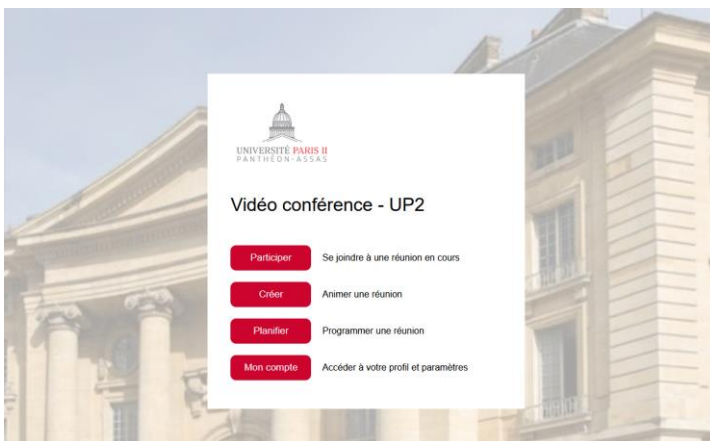 UNIVERSITÉ PARIS II
PANTHÉON-ASSAS
Vidéo conférence - UP2
Participer Se joindre à une réunion en cours
Créer Animer une réunion
Planifier Programmer une réunion
Mon compte Accéder à votre profil et paramètres